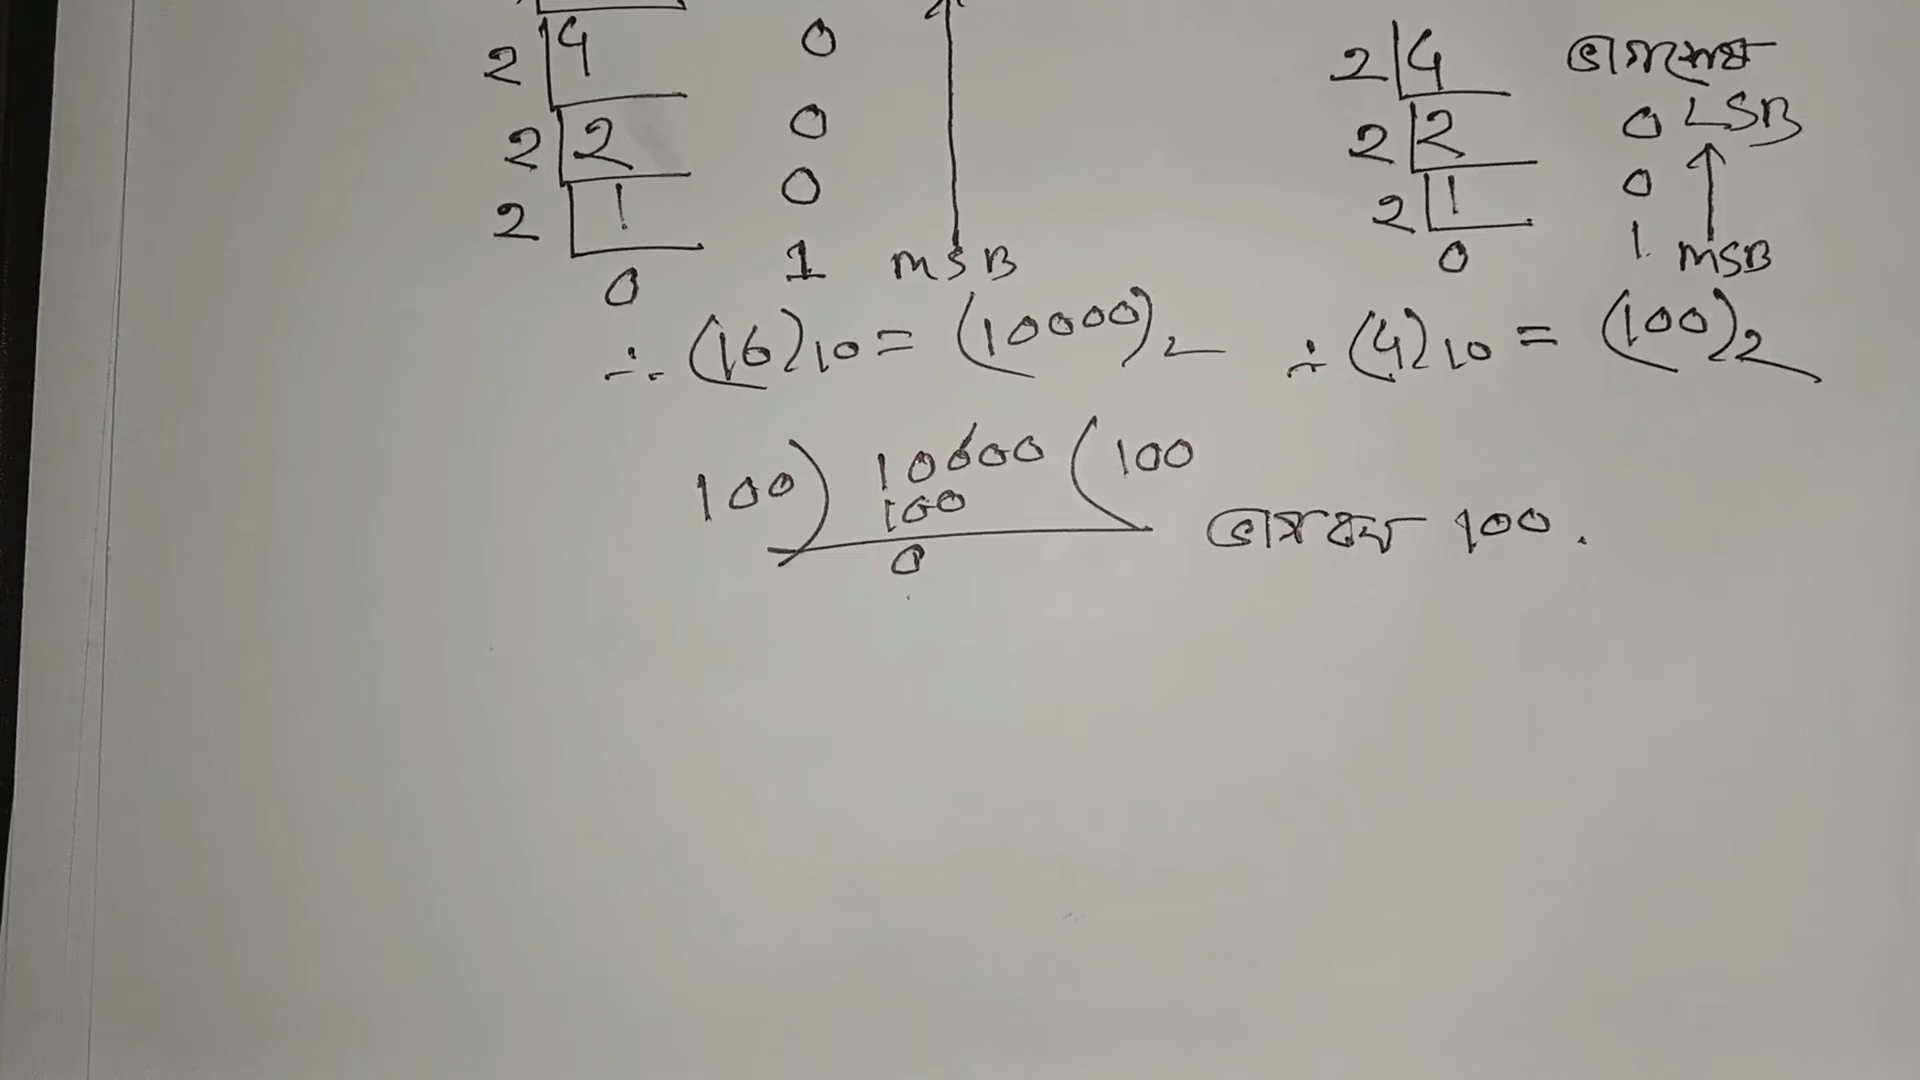 2 4 0
2 2 0
2 1 0
0 1 MSB
2 4 ভাগশেষ
2 2 0 LSB
2 1 0
0 1 MSB
∴ (16)10 = (10000)2 ∴ (4)10 = (100)2
100) 10000 (100
100
0
ভাগফল 100.